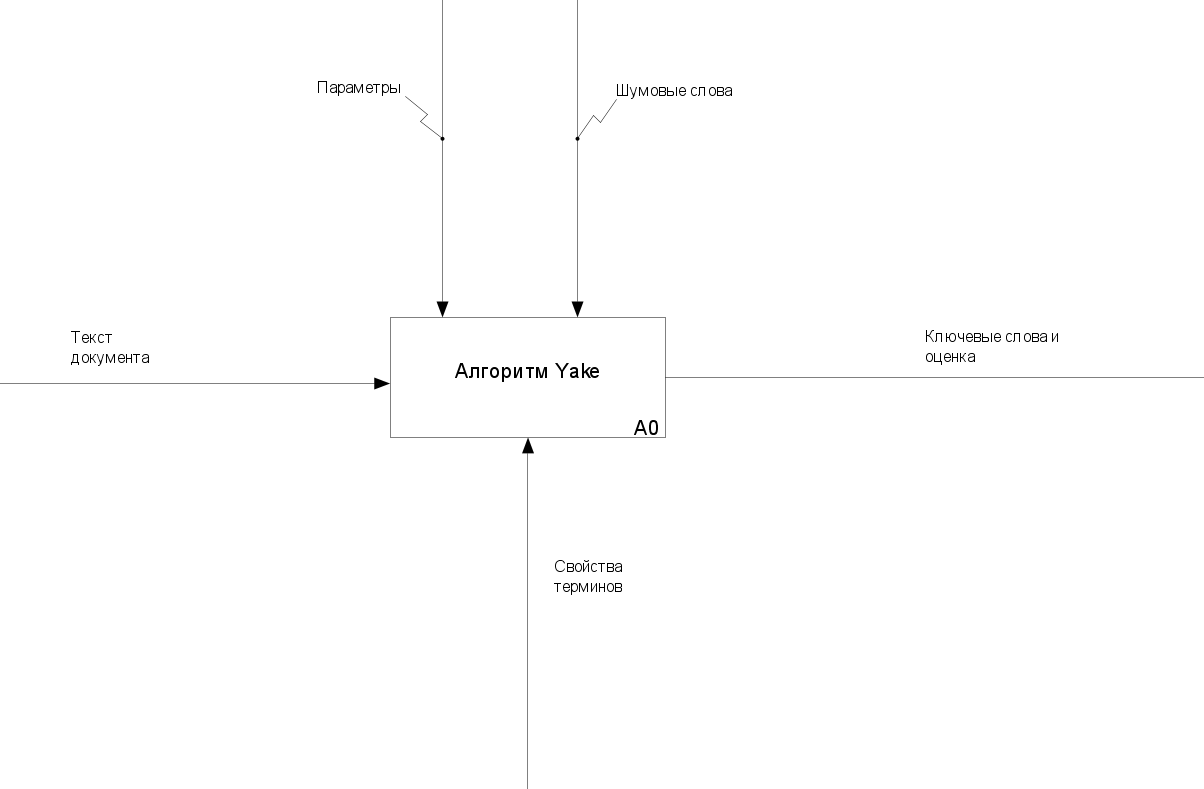 Параметры
Шумовые слова
Текст
документа
Ключевые слова и
оценка
Алгоритм Yake
A0
Свойства
терминов